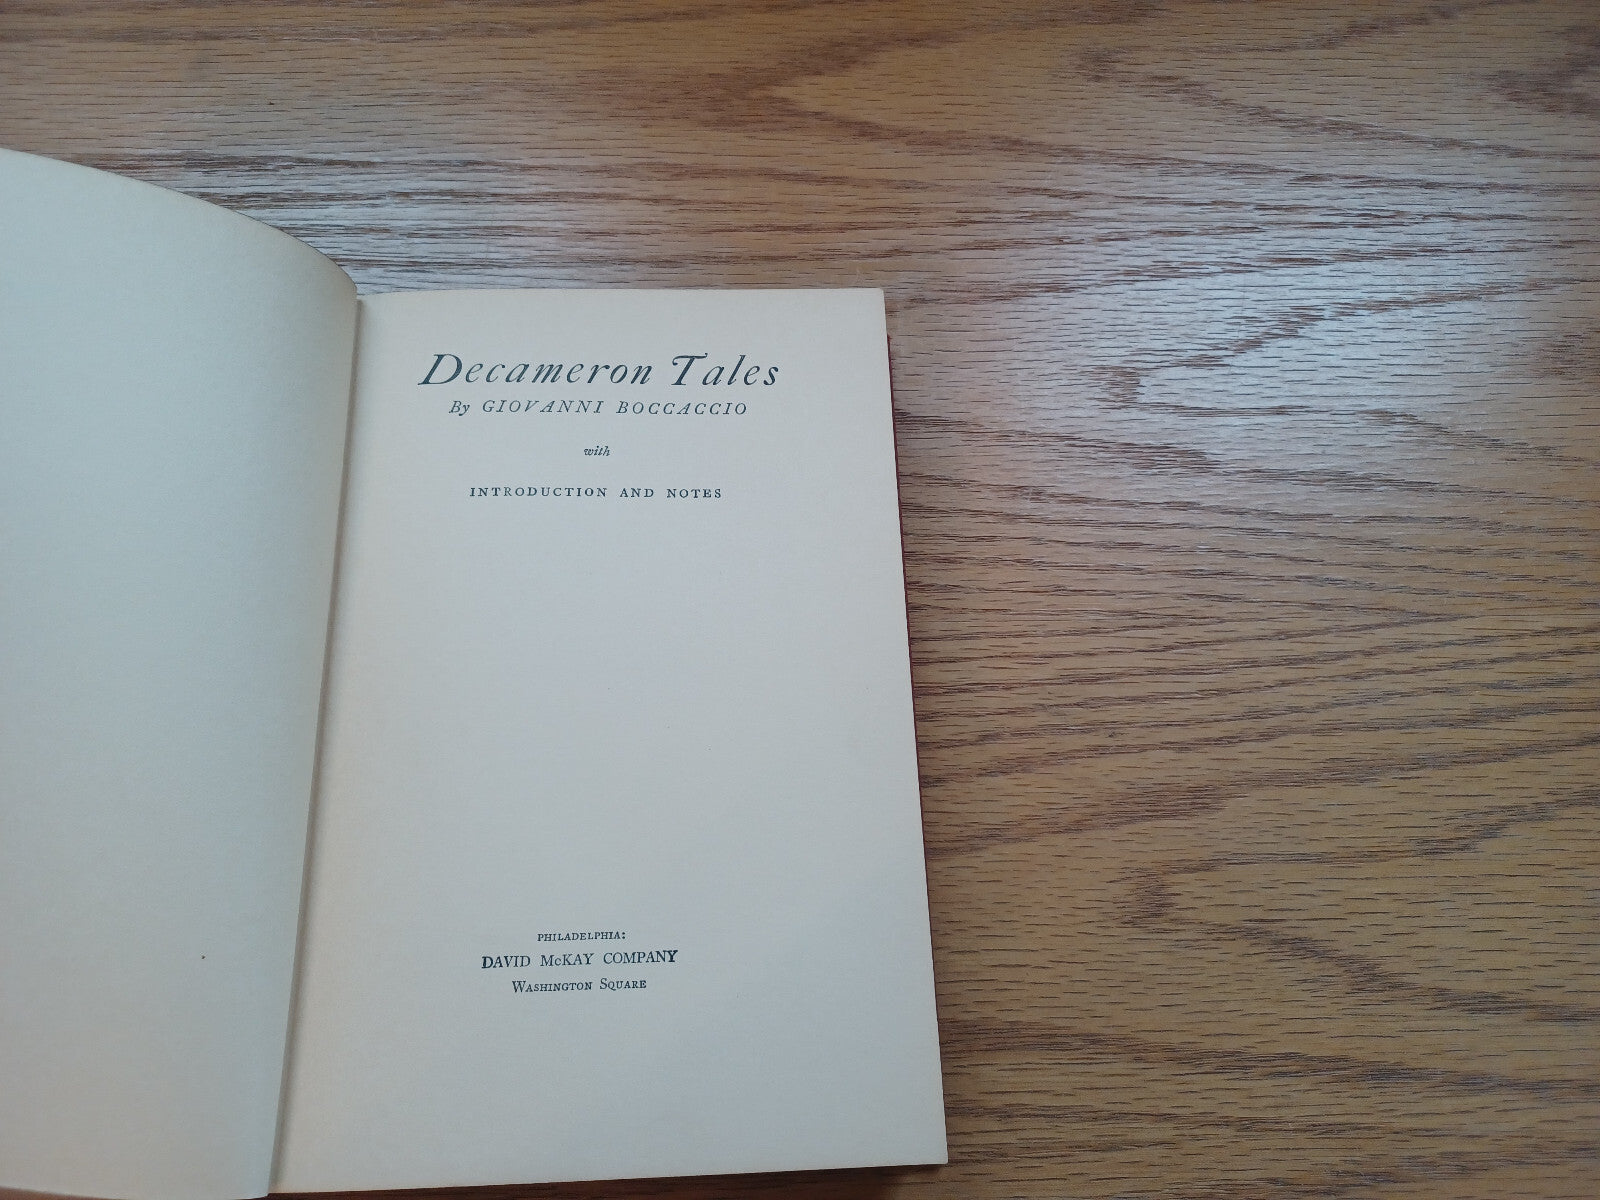 Decameron Tales
By GIOVANNI BOCCACCIO
with
INTRODUCTION AND NOTES
PHILADELPHIA:
DAVID McKAY COMPANY
WASHINGTON SQUARE